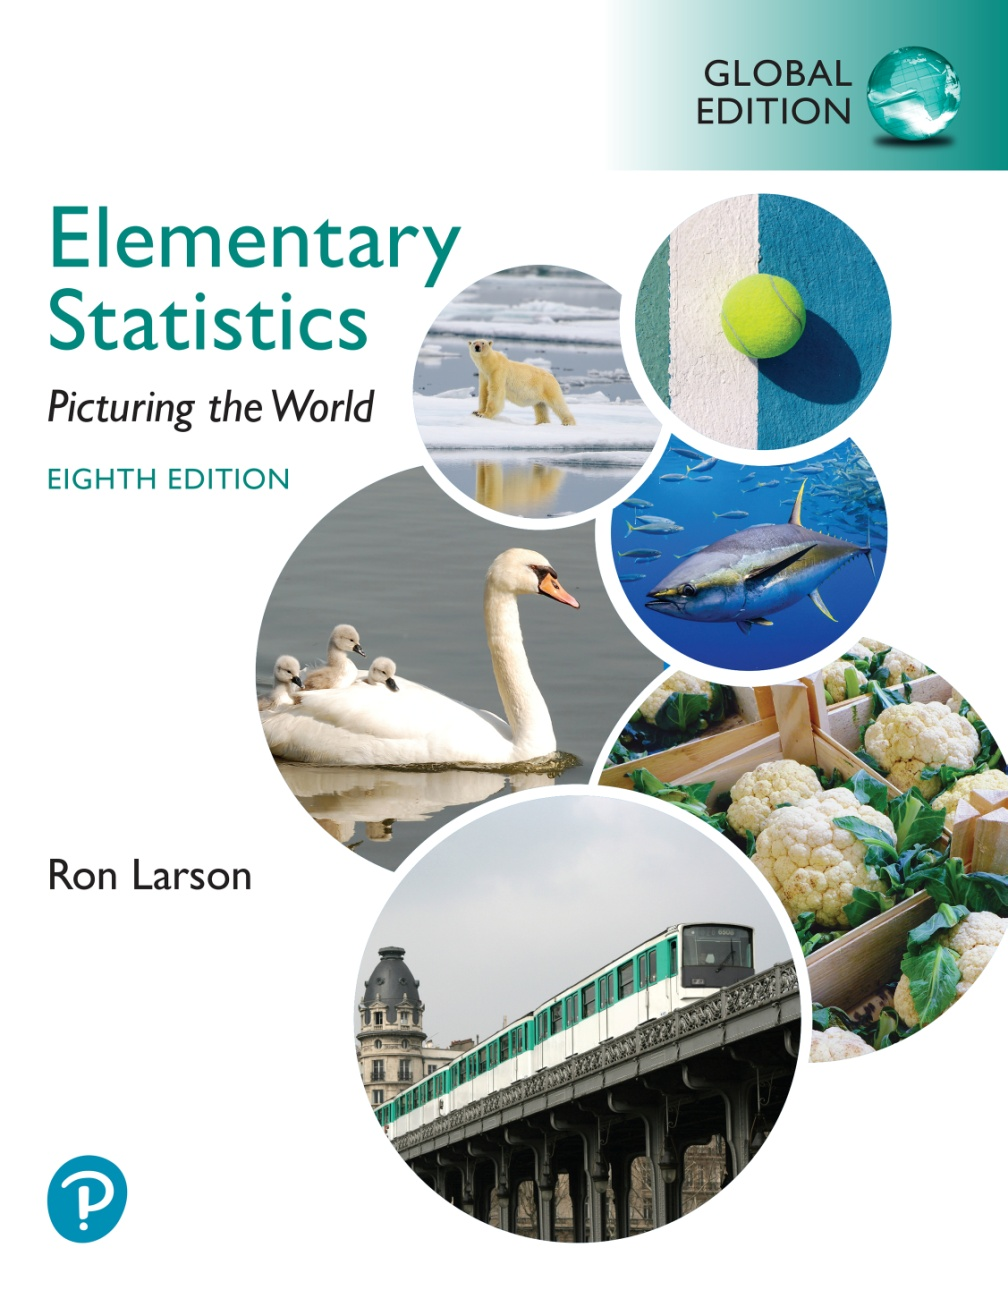 GLOBAL
EDITION
Elementary
Statistics
Picturing the World
EIGHTH EDITION
Ron Larson
P